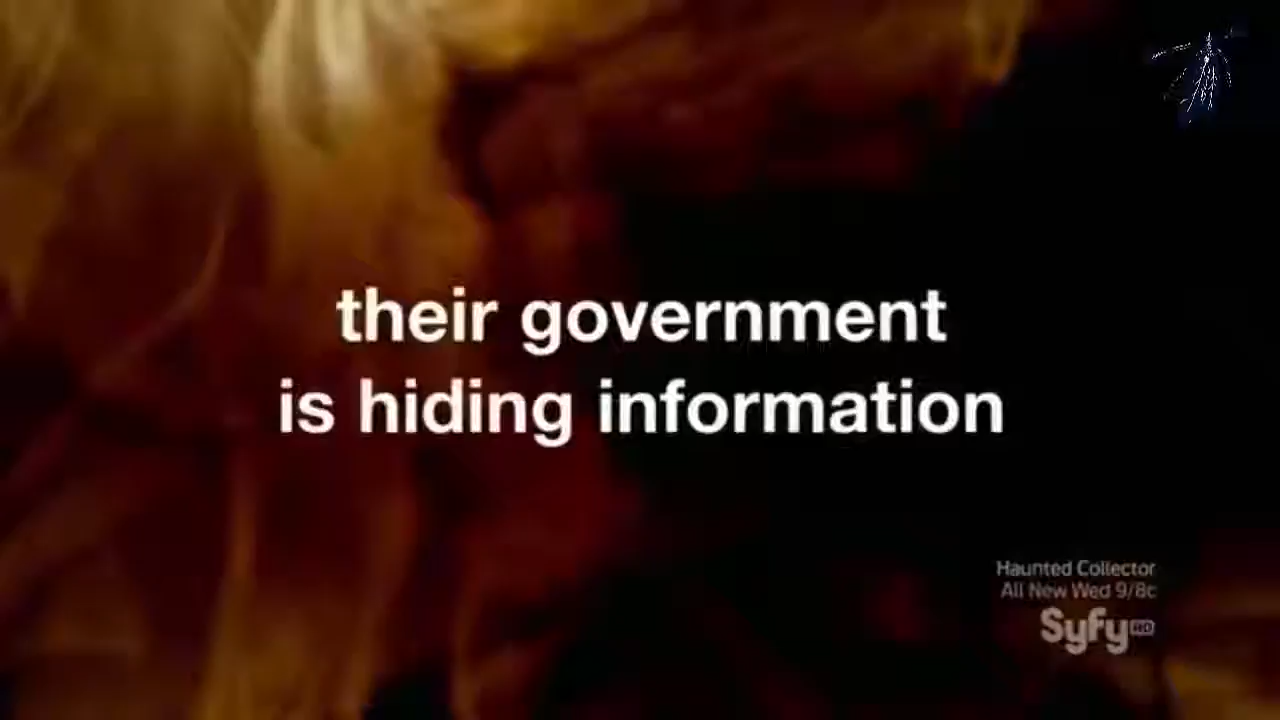 their government
is hiding information
Haunted Collector
All New Wed 9/8c
Syfy HD